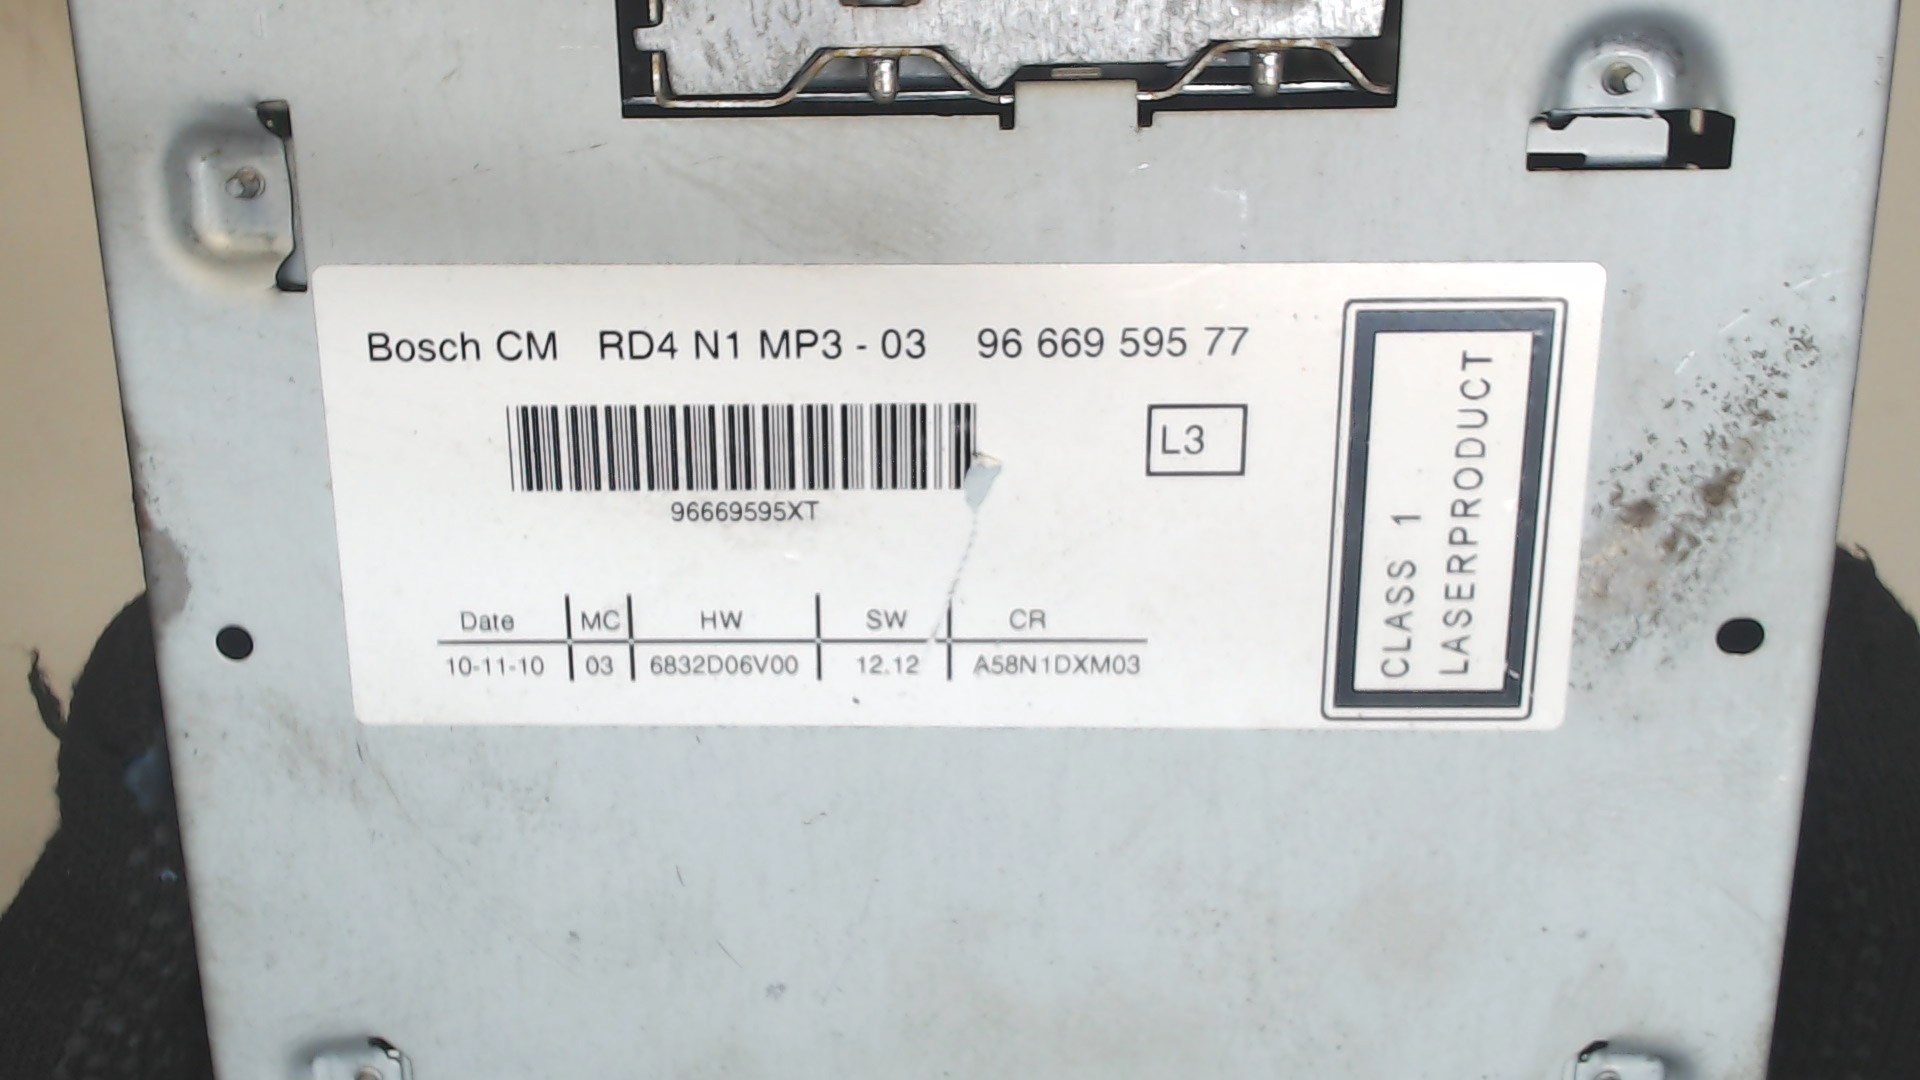 Bosch CM RD4 N1 MP3 - 03 96 669 595 77
L3
96669595XT
Date MC HW SW CR
10-11-10 03 6832D06V00 12.12 A58N1DXM03
CLASS 1
LASERPRODUCT